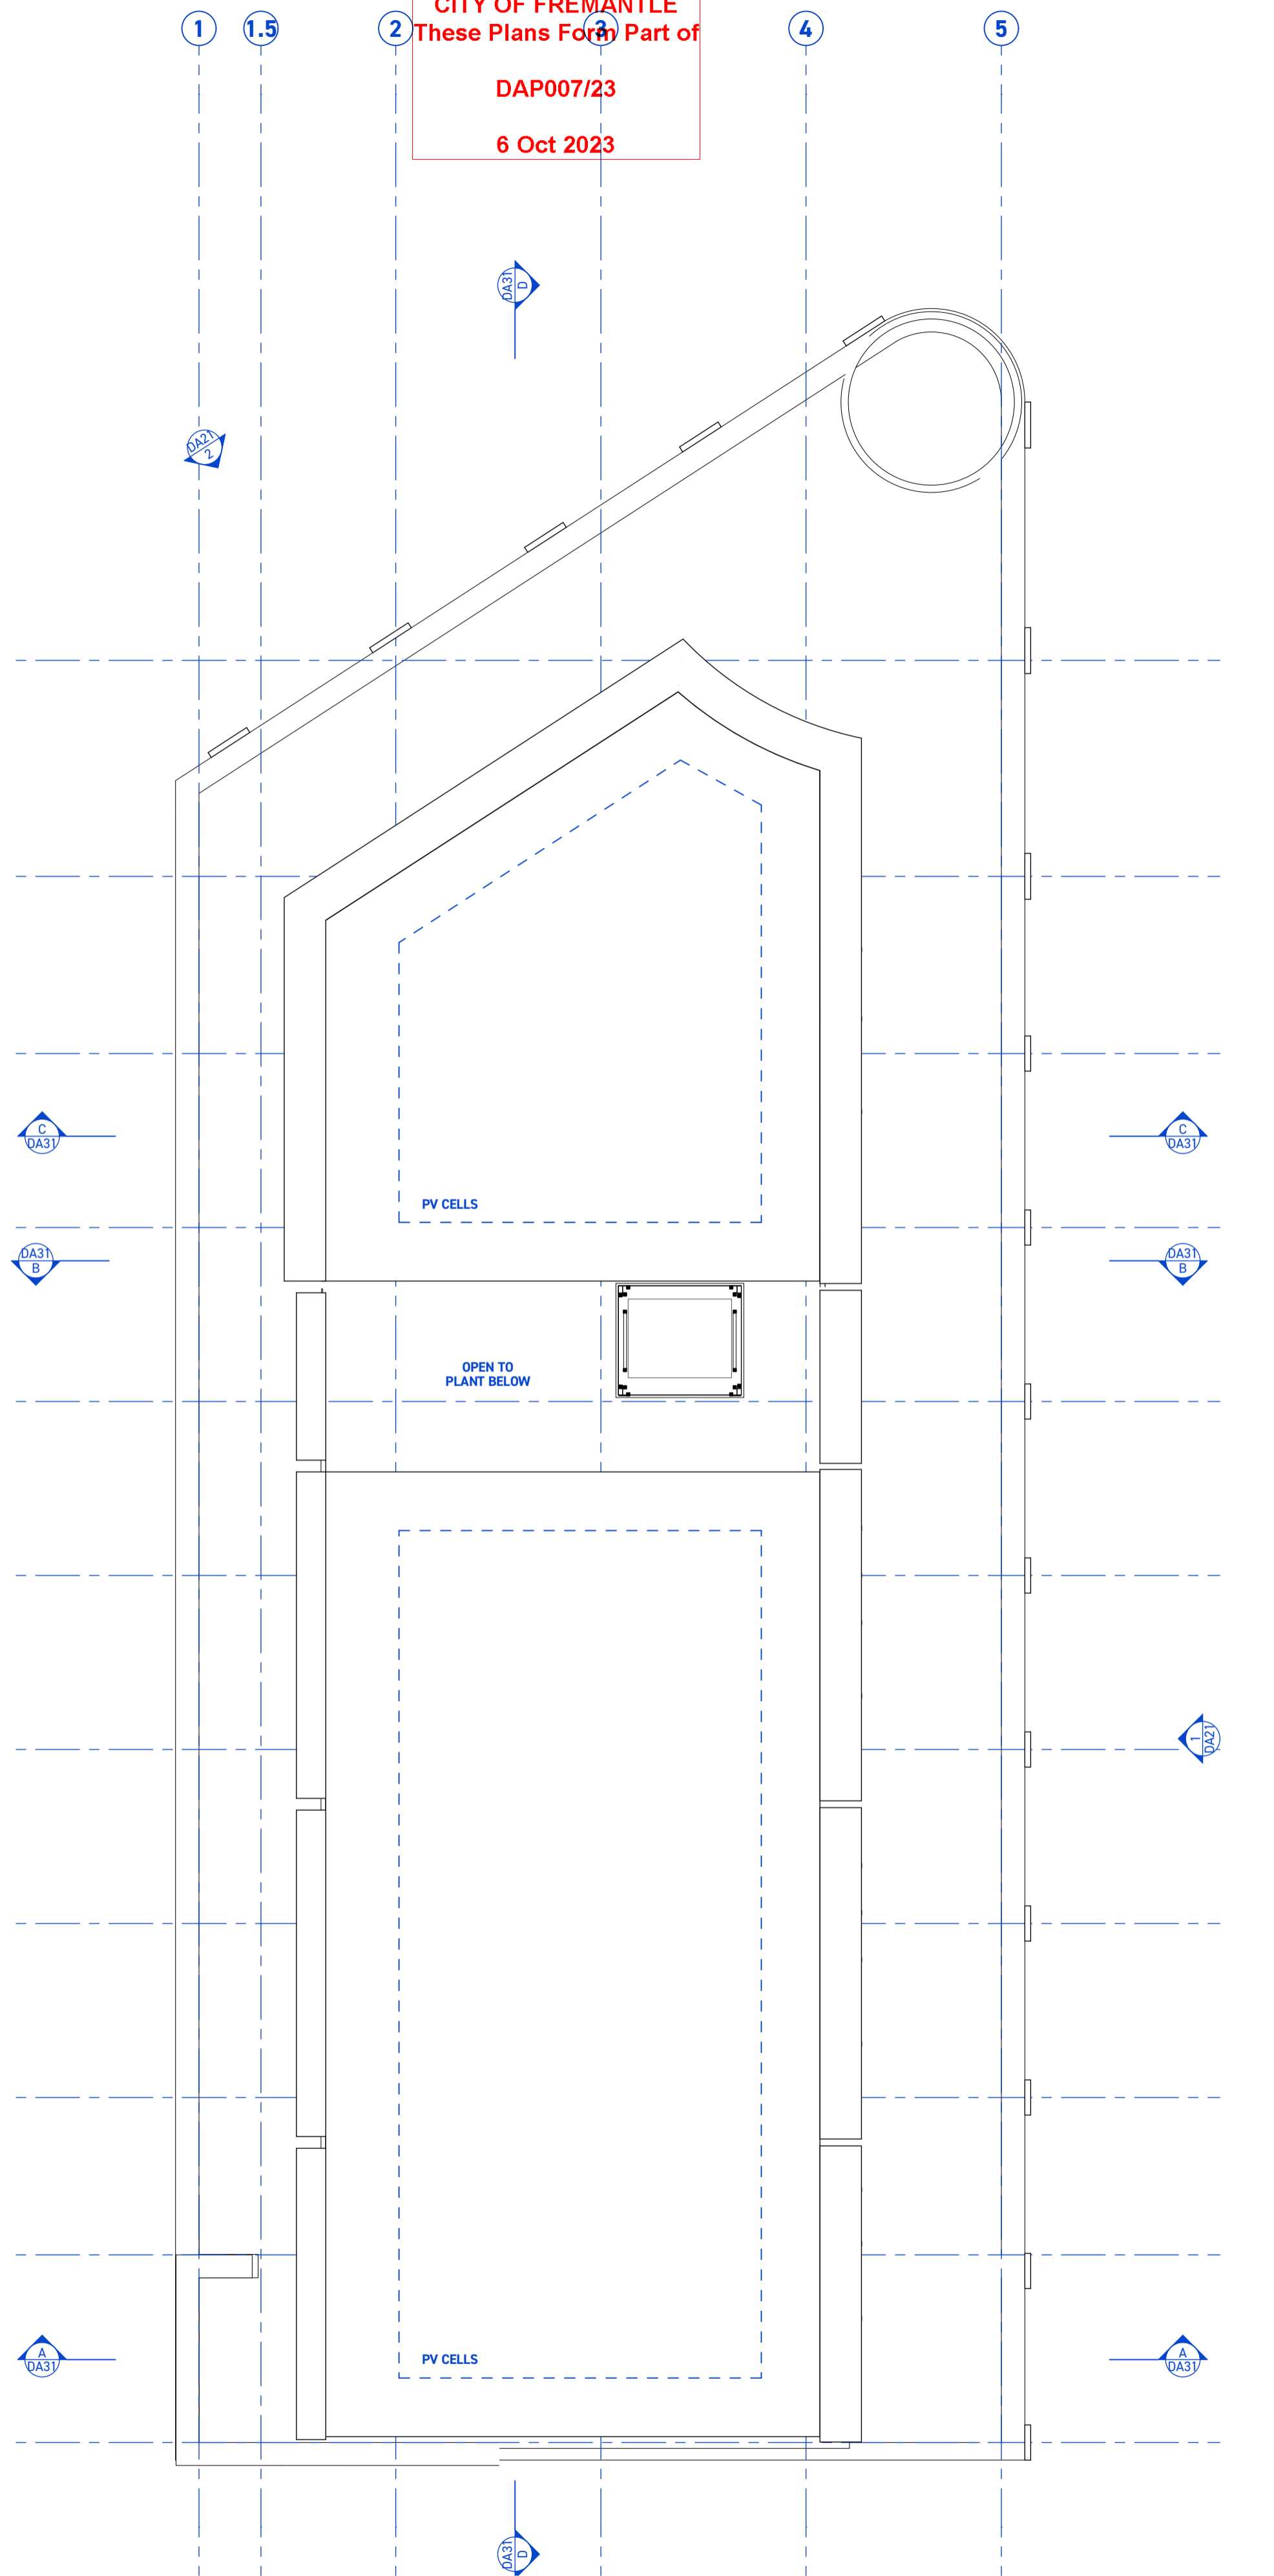 CITY OF FREMANTLE
1 1.5 2 3 4 5
These Plans Form Part of
DAP007/23
6 Oct 2023
DA31
D
DA21
2
PV CELLS
C
DA31
C
DA31
DA31
B
DA31
B
OPEN TO
PLANT BELOW
1
DA21
PV CELLS
A
DA31
A
DA31
DA31
D